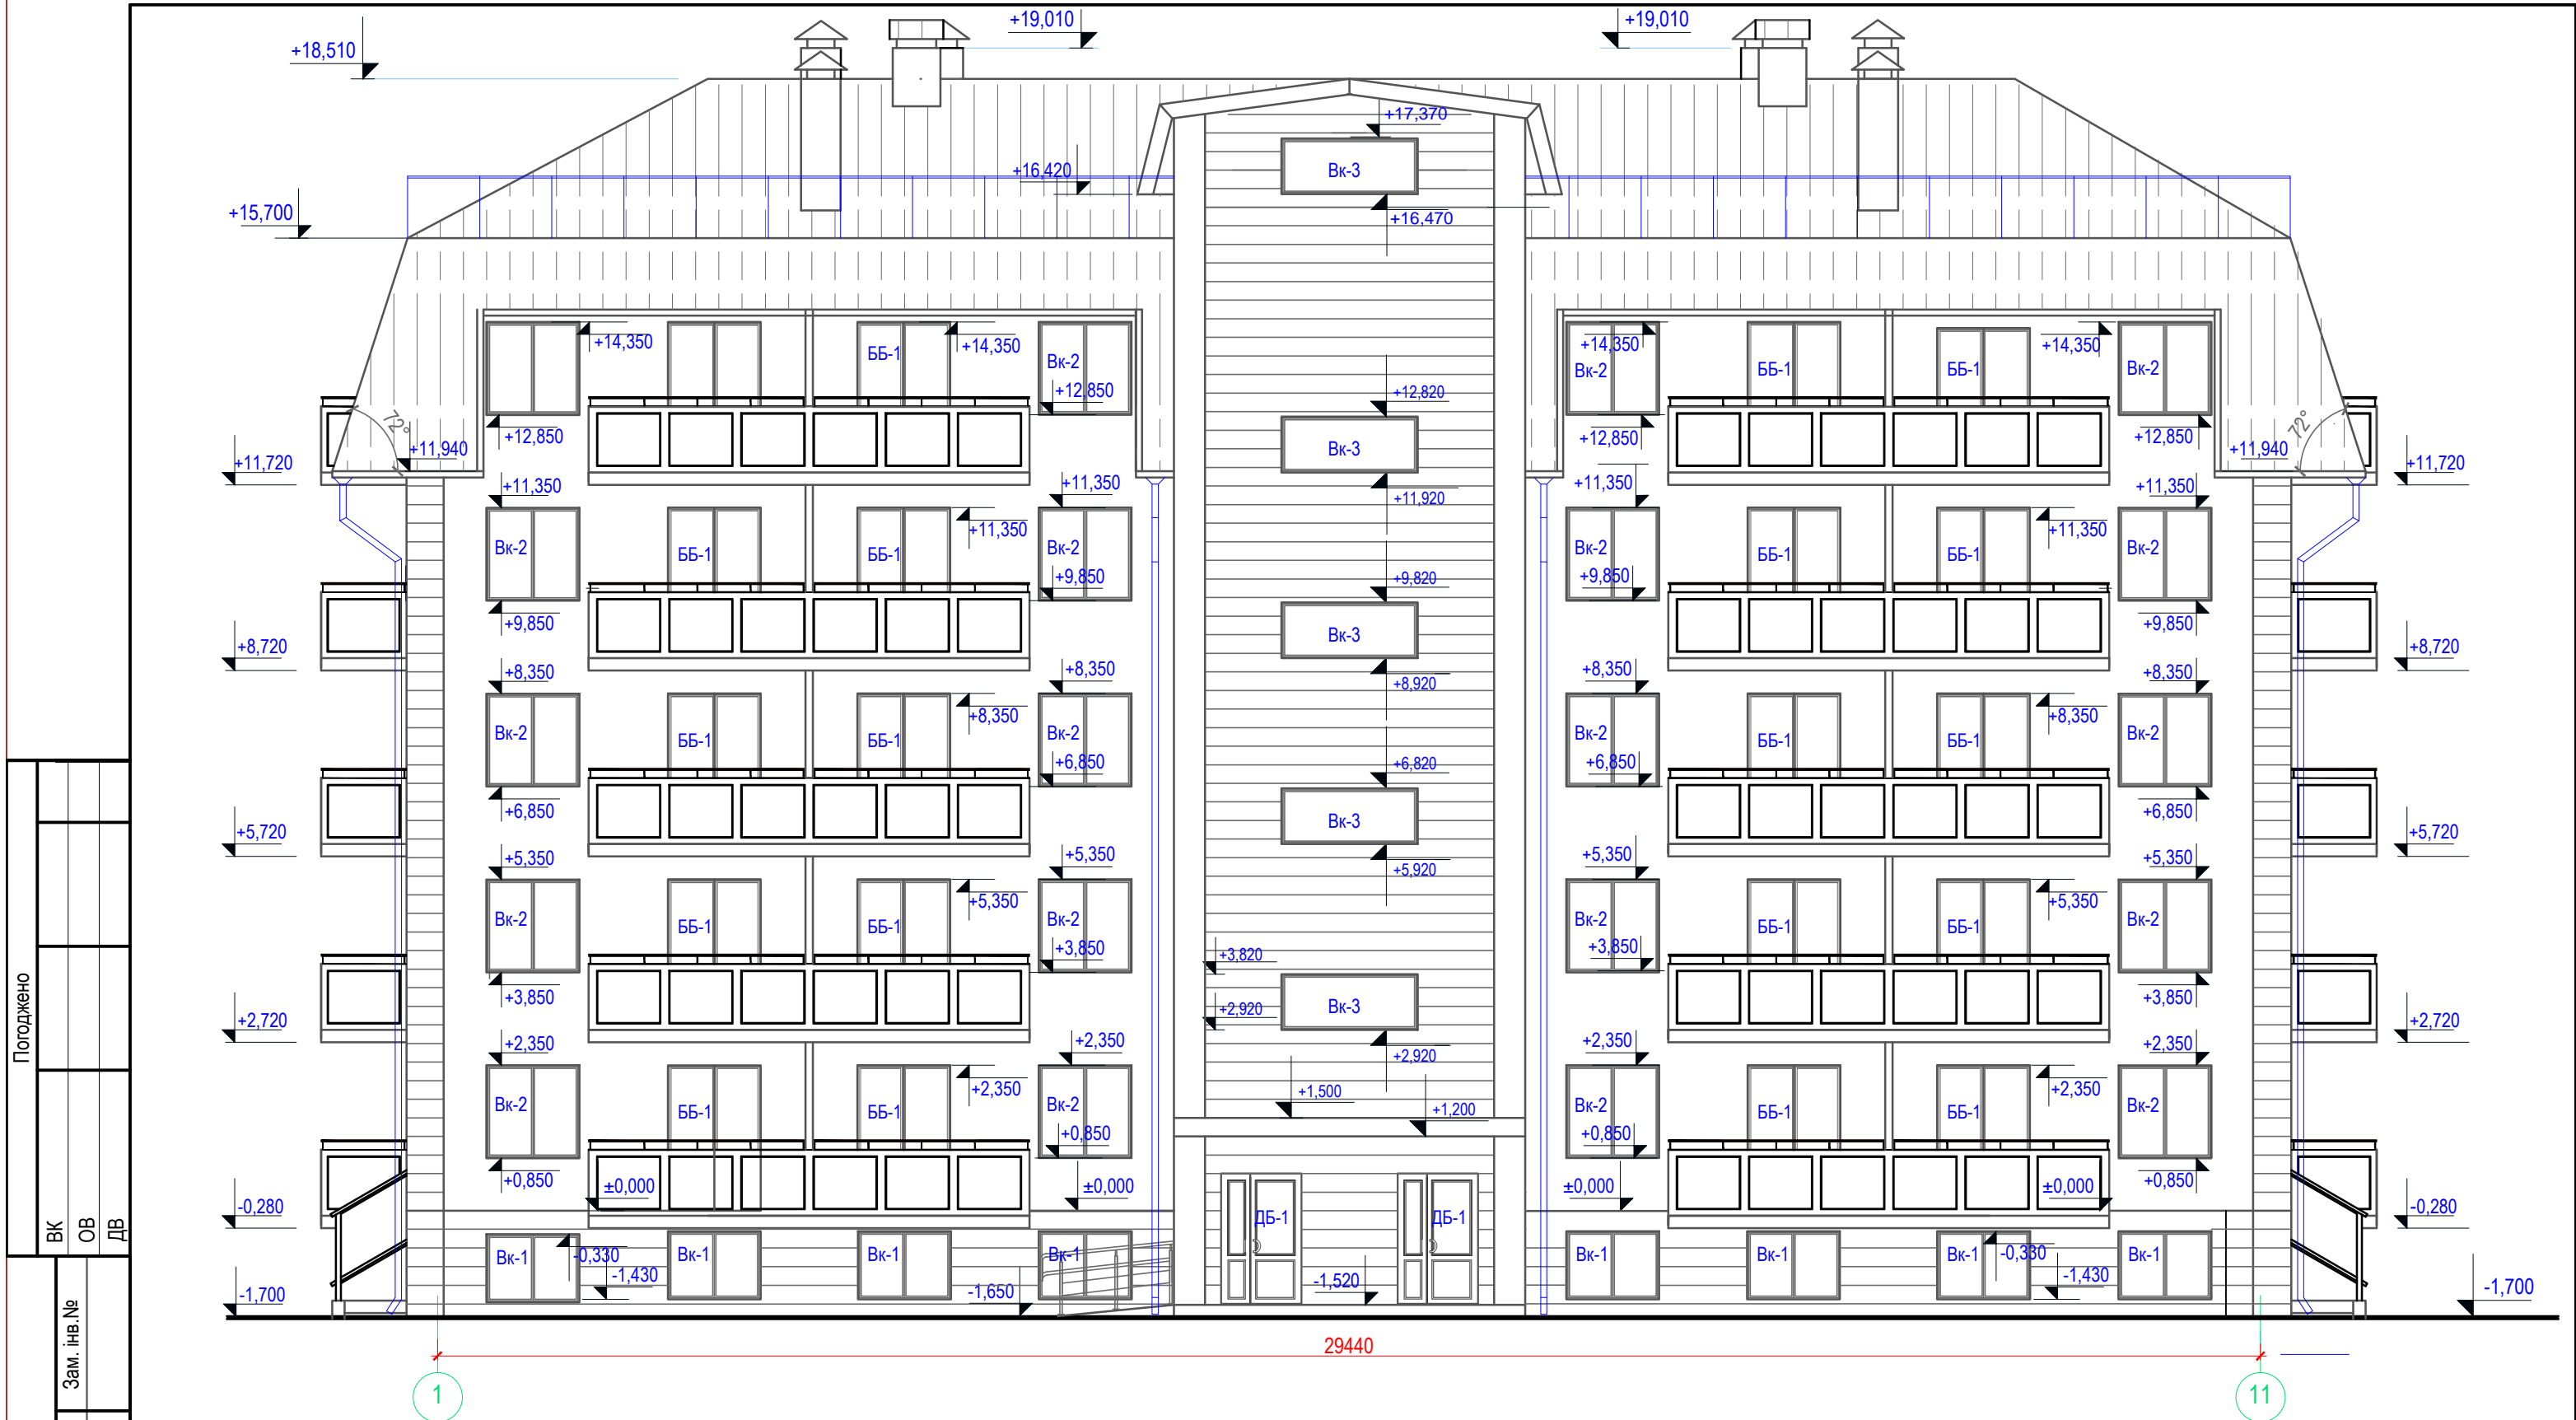 +19,010 +19,010
+18,510
+17,370
Вк-3
+16,420
+15,700 +16,470
+14,350 ББ-1 +14,350 Вк-2 +14,350 Вк-2 ББ-1 ББ-1 +14,350 Вк-2
+12,850 +12,820
72° +12,850 +12,850 +12,850 72°
+11,720 +11,940 Вк-3 +11,940 +11,720
+11,350 +11,350 +11,920 +11,350 +11,350
Вк-2 ББ-1 ББ-1 +11,350 Вк-2 Вк-2 ББ-1 ББ-1 +11,350 Вк-2
+9,850 +9,820 +9,850
+9,850 +9,850
+8,720 Вк-3 +8,720
+8,350 +8,350 +8,920 +8,350 +8,350
Вк-2 ББ-1 ББ-1 +8,350 Вк-2 Вк-2 ББ-1 ББ-1 +8,350 Вк-2
+6,850 +6,820 +6,850
+6,850 +6,850
+5,720 Вк-3 +5,720
+5,350 +5,350 +5,920 +5,350 +5,350
Вк-2 ББ-1 ББ-1 +5,350 Вк-2 Вк-2 ББ-1 ББ-1 +5,350 Вк-2
+3,850 +3,820 +3,850
+3,850 +3,850
+2,720 +2,920 Вк-3 +2,720
+2,350 +2,350 +2,920 +2,350 +2,350
Вк-2 ББ-1 ББ-1 +2,350 Вк-2 +1,500 +1,200 Вк-2 ББ-1 ББ-1 +2,350 Вк-2
+0,850 +0,850
+0,850 +0,850
±0,000 ±0,000 ±0,000 ±0,000
-0,280 ДБ-1 ДБ-1 -0,280
Вк-1 -0,330 Вк-1 Вк-1 Вк-1 Вк-1 Вк-1 Вк-1 -0,330 Вк-1
-1,430 -1,430
-1,700 -1,650 -1,520 -1,700
29440
1 11
Погоджено
ВК
ОВ
ДВ
Зам. інв.№